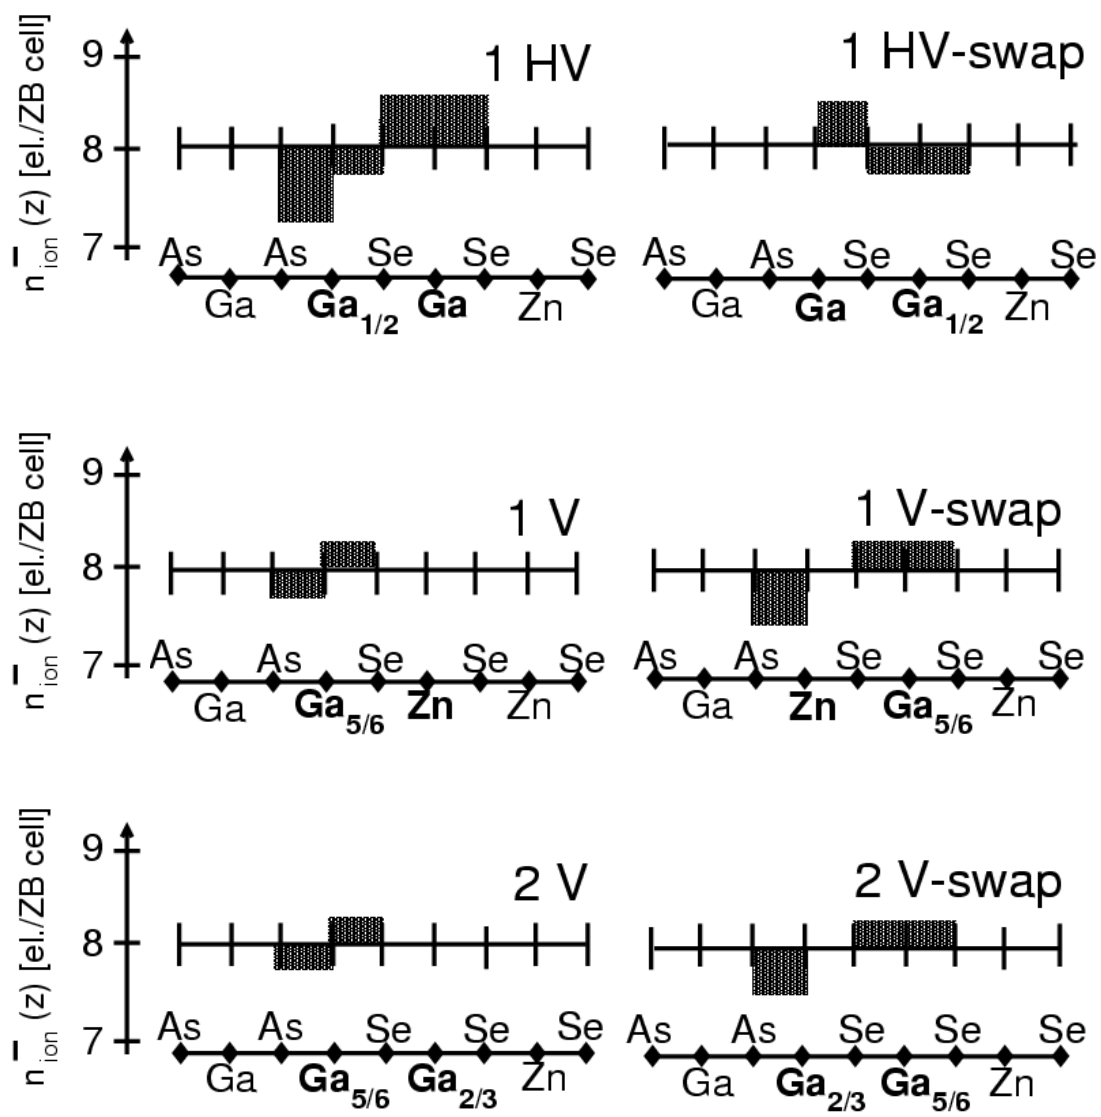 1 HV
9
8
7
n̅ion (z) [el./ZB cell]
As As Se Se Se
Ga Ga1/2 Ga Zn
1 HV-swap
As As Se Se Se
Ga Ga Ga1/2 Zn
1 V
9
8
7
n̅ion (z) [el./ZB cell]
As As Se Se Se
Ga Ga5/6 Zn Zn
1 V-swap
As As Se Se Se
Ga Zn Ga5/6 Zn
2 V
9
8
7
n̅ion (z) [el./ZB cell]
As As Se Se Se
Ga Ga5/6 Ga2/3 Zn
2 V-swap
As As Se Se Se
Ga Ga2/3 Ga5/6 Zn